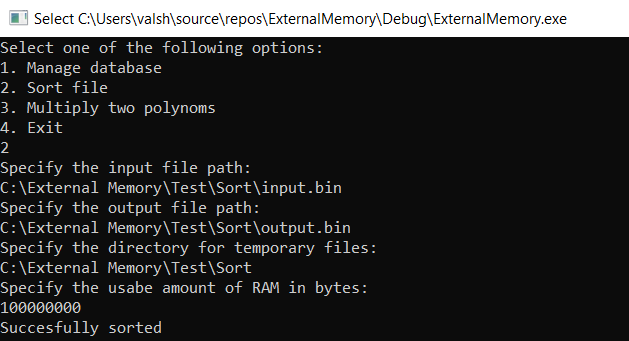 Select C:\Users\valsh\source\repos\ExternalMemory\Debug\ExternalMemory.exe
Select one of the following options:
1. Manage database
2. Sort file
3. Multiply two polynoms
4. Exit
2
Specify the input file path:
C:\External Memory\Test\Sort\input.bin
Specify the output file path:
C:\External Memory\Test\Sort\output.bin
Specify the directory for temporary files:
C:\External Memory\Test\Sort
Specify the usabe amount of RAM in bytes:
100000000
Succesfully sorted